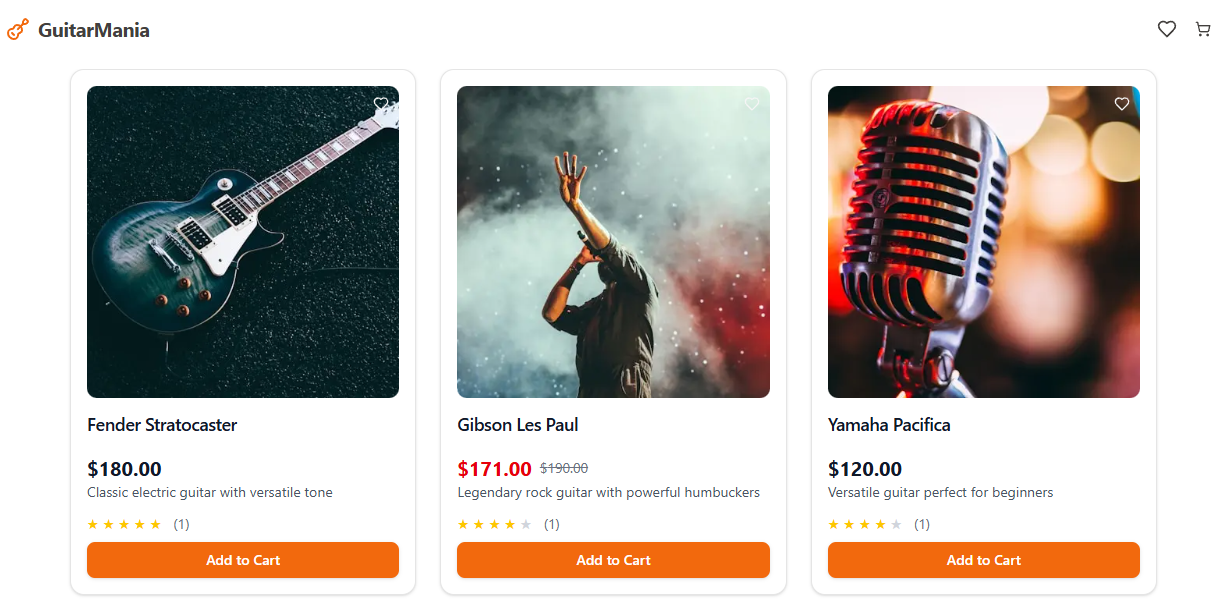 GuitarMania
Fender Stratocaster
$180.00
Classic electric guitar with versatile tone
(1)
Add to Cart
Gibson Les Paul
$171.00 $190.00
Legendary rock guitar with powerful humbuckers
(1)
Add to Cart
Yamaha Pacifica
$120.00
Versatile guitar perfect for beginners
(1)
Add to Cart